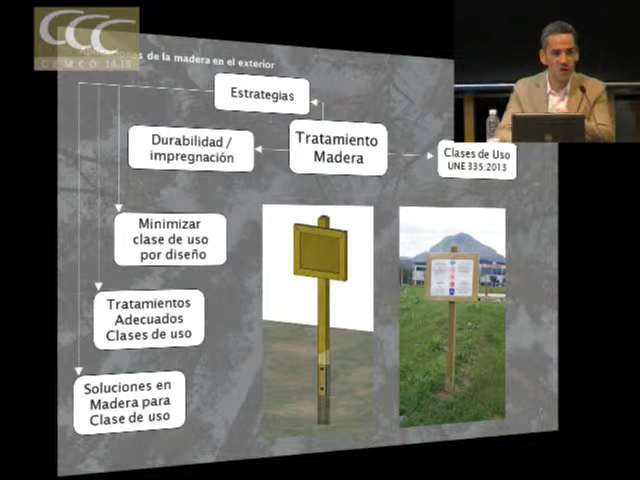 CCC
CEMCO 14-15
Aplicaciones de la madera en el exterior
Estrategias
Durabilidad /
impregnación
Tratamiento
Madera
Clases de Uso
UNE 335:2013
Minimizar
clase de uso
por diseño
Tratamientos
Adecuados
Clases de uso
Soluciones en
Madera para
Clase de uso